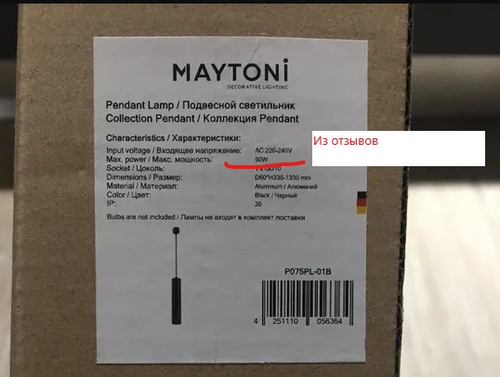 MAYTONi
DECORATIVE LIGHTING
Pendant Lamp / Подвесной светильник
Collection Pendant / Коллекция Pendant
Characteristics / Характеристики:
Input voltage / Входящее напряжение: AC 220-240V
Max. power / Макс. мощность: 50W
Socket / Цоколь:
Dimensions / Размер: D60*H330-1330 mm
Material / Материал: Aluminium / Алюминий
Color / Цвет: Black / Черный
IP: 20
Bulbs are not included / Лампы не входят в комплект поставки
P075PL-01B
4 251110 056364
Из отзывов